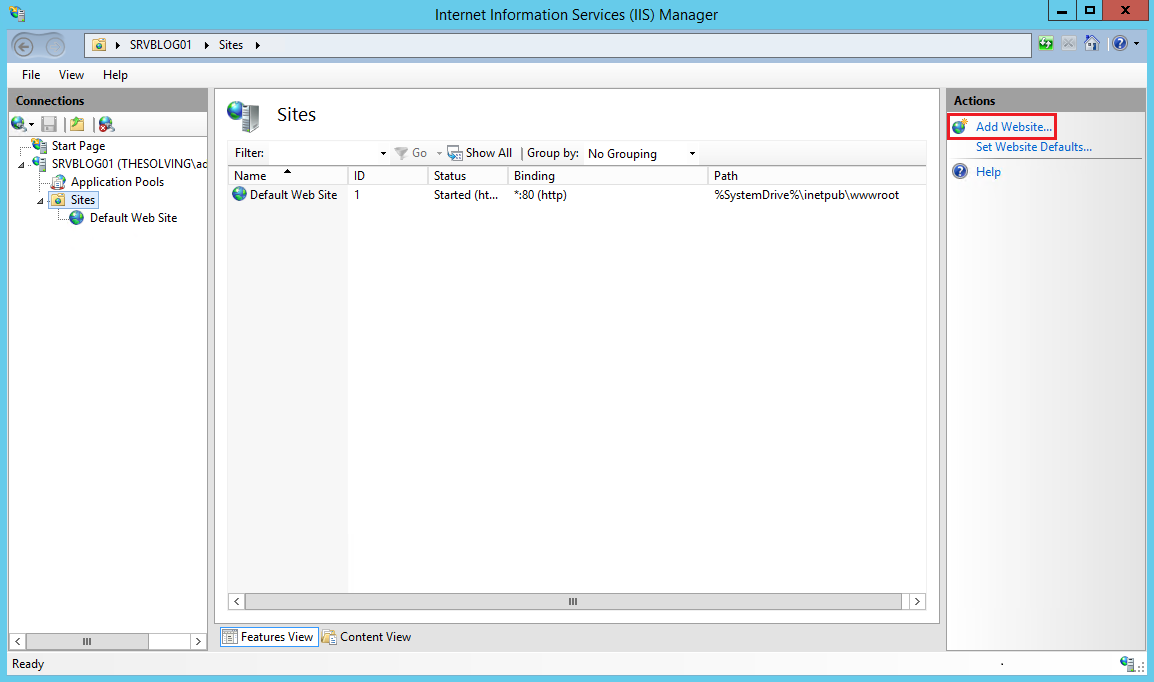 Internet Information Services (IIS) Manager
SRVBLOG01 Sites
File View Help
Connections
Start Page
SRVBLOG01 (THESOLVING\ad
Application Pools
Sites
Default Web Site
Sites
Filter: Go Show All Group by: No Grouping
Name ID Status Binding Path
Default Web Site 1 Started (ht... *:80 (http) %SystemDrive%\inetpub\wwwroot
Features View Content View
Actions
Add Website...
Set Website Defaults...
Help
Ready